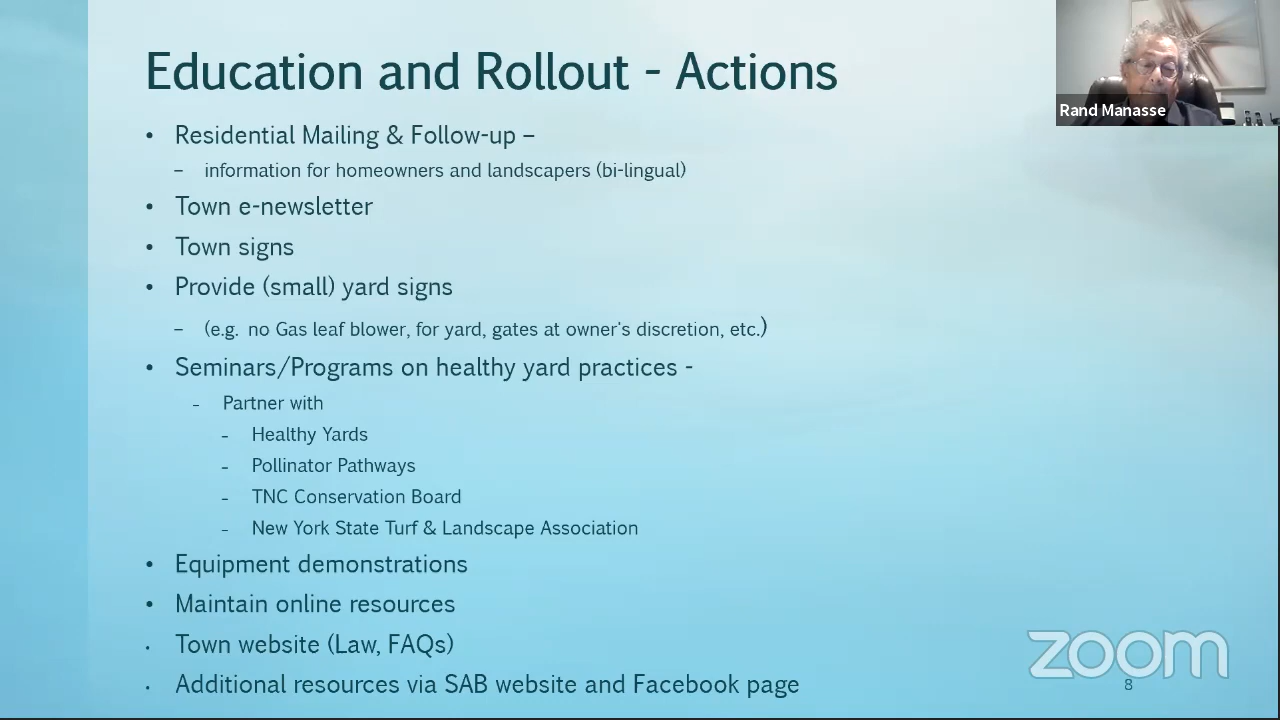 Education and Rollout - Actions
Rand Manasse
• Residential Mailing & Follow-up –
– information for homeowners and landscapers (bi-lingual)
• Town e-newsletter
• Town signs
• Provide (small) yard signs
– (e.g. no Gas leaf blower, for yard, gates at owner's discretion, etc.)
• Seminars/Programs on healthy yard practices -
- Partner with
- Healthy Yards
- Pollinator Pathways
- TNC Conservation Board
- New York State Turf & Landscape Association
• Equipment demonstrations
• Maintain online resources
• Town website (Law, FAQs)
• Additional resources via SAB website and Facebook page
zoom
8